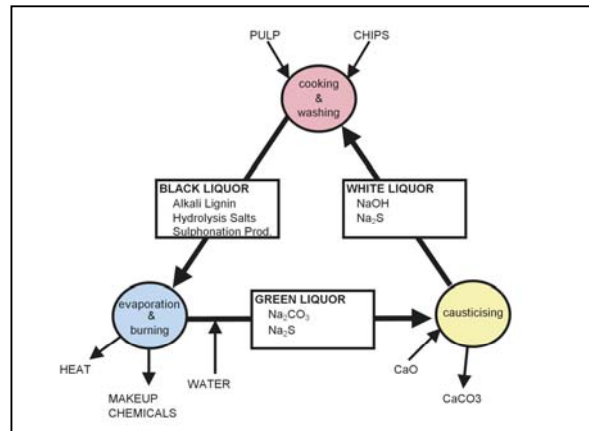 PULP
CHIPS
cooking
&
washing
BLACK LIQUOR
Alkali Lignin
Hydrolysis Salts
Sulphonation Prod.
WHITE LIQUOR
NaOH
Na₂S
evaporation
&
burning
GREEN LIQUOR
Na₂CO₃
Na₂S
causticising
HEAT
MAKEUP
CHEMICALS
WATER
CaO
CaCO3